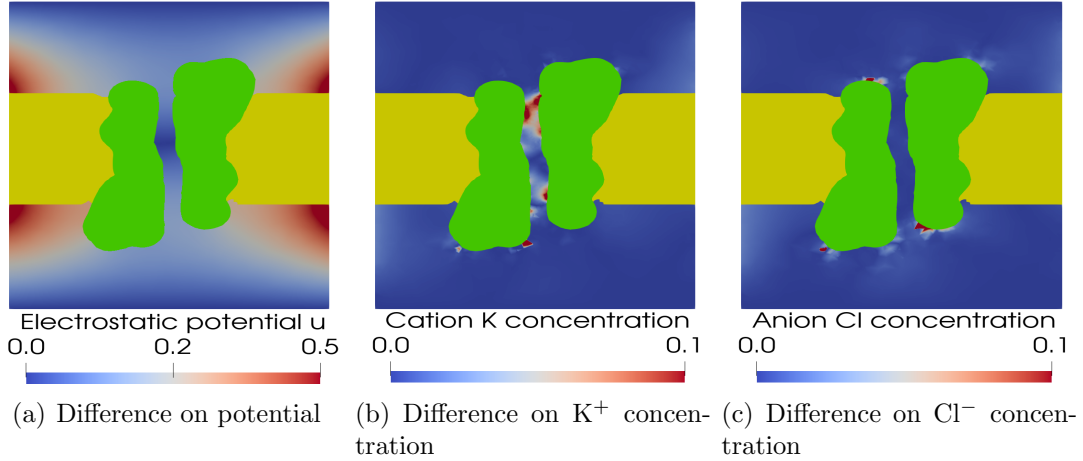 Electrostatic potential u
0.0 0.2 0.5
(a) Difference on potential
Cation K concentration
0.0 0.1
(b) Difference on K⁺ concen-
tration
Anion Cl concentration
0.0 0.1
(c) Difference on Cl⁻ concen-
tration